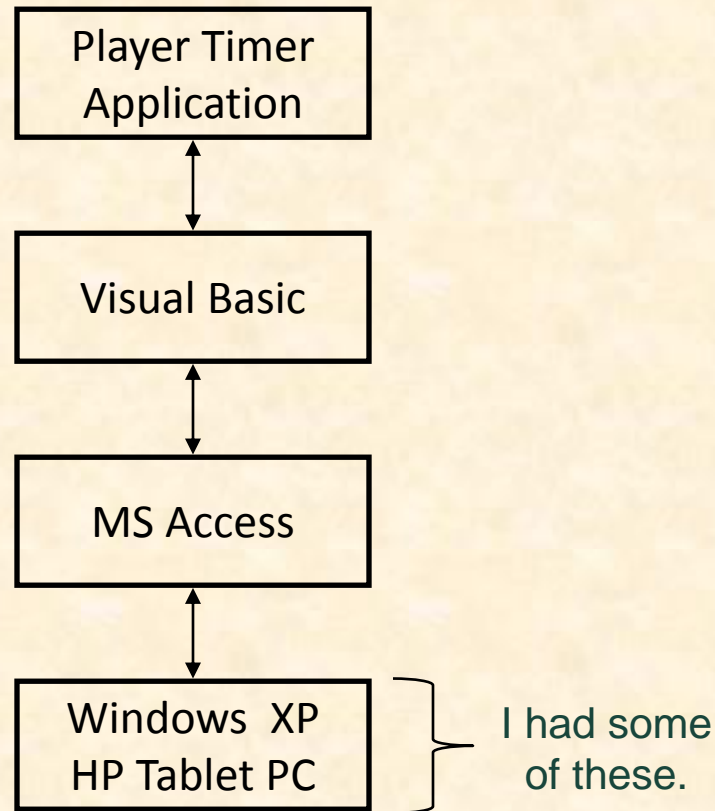 Player Timer
Application
Visual Basic
MS Access
Windows XP
HP Tablet PC
I had some
of these.